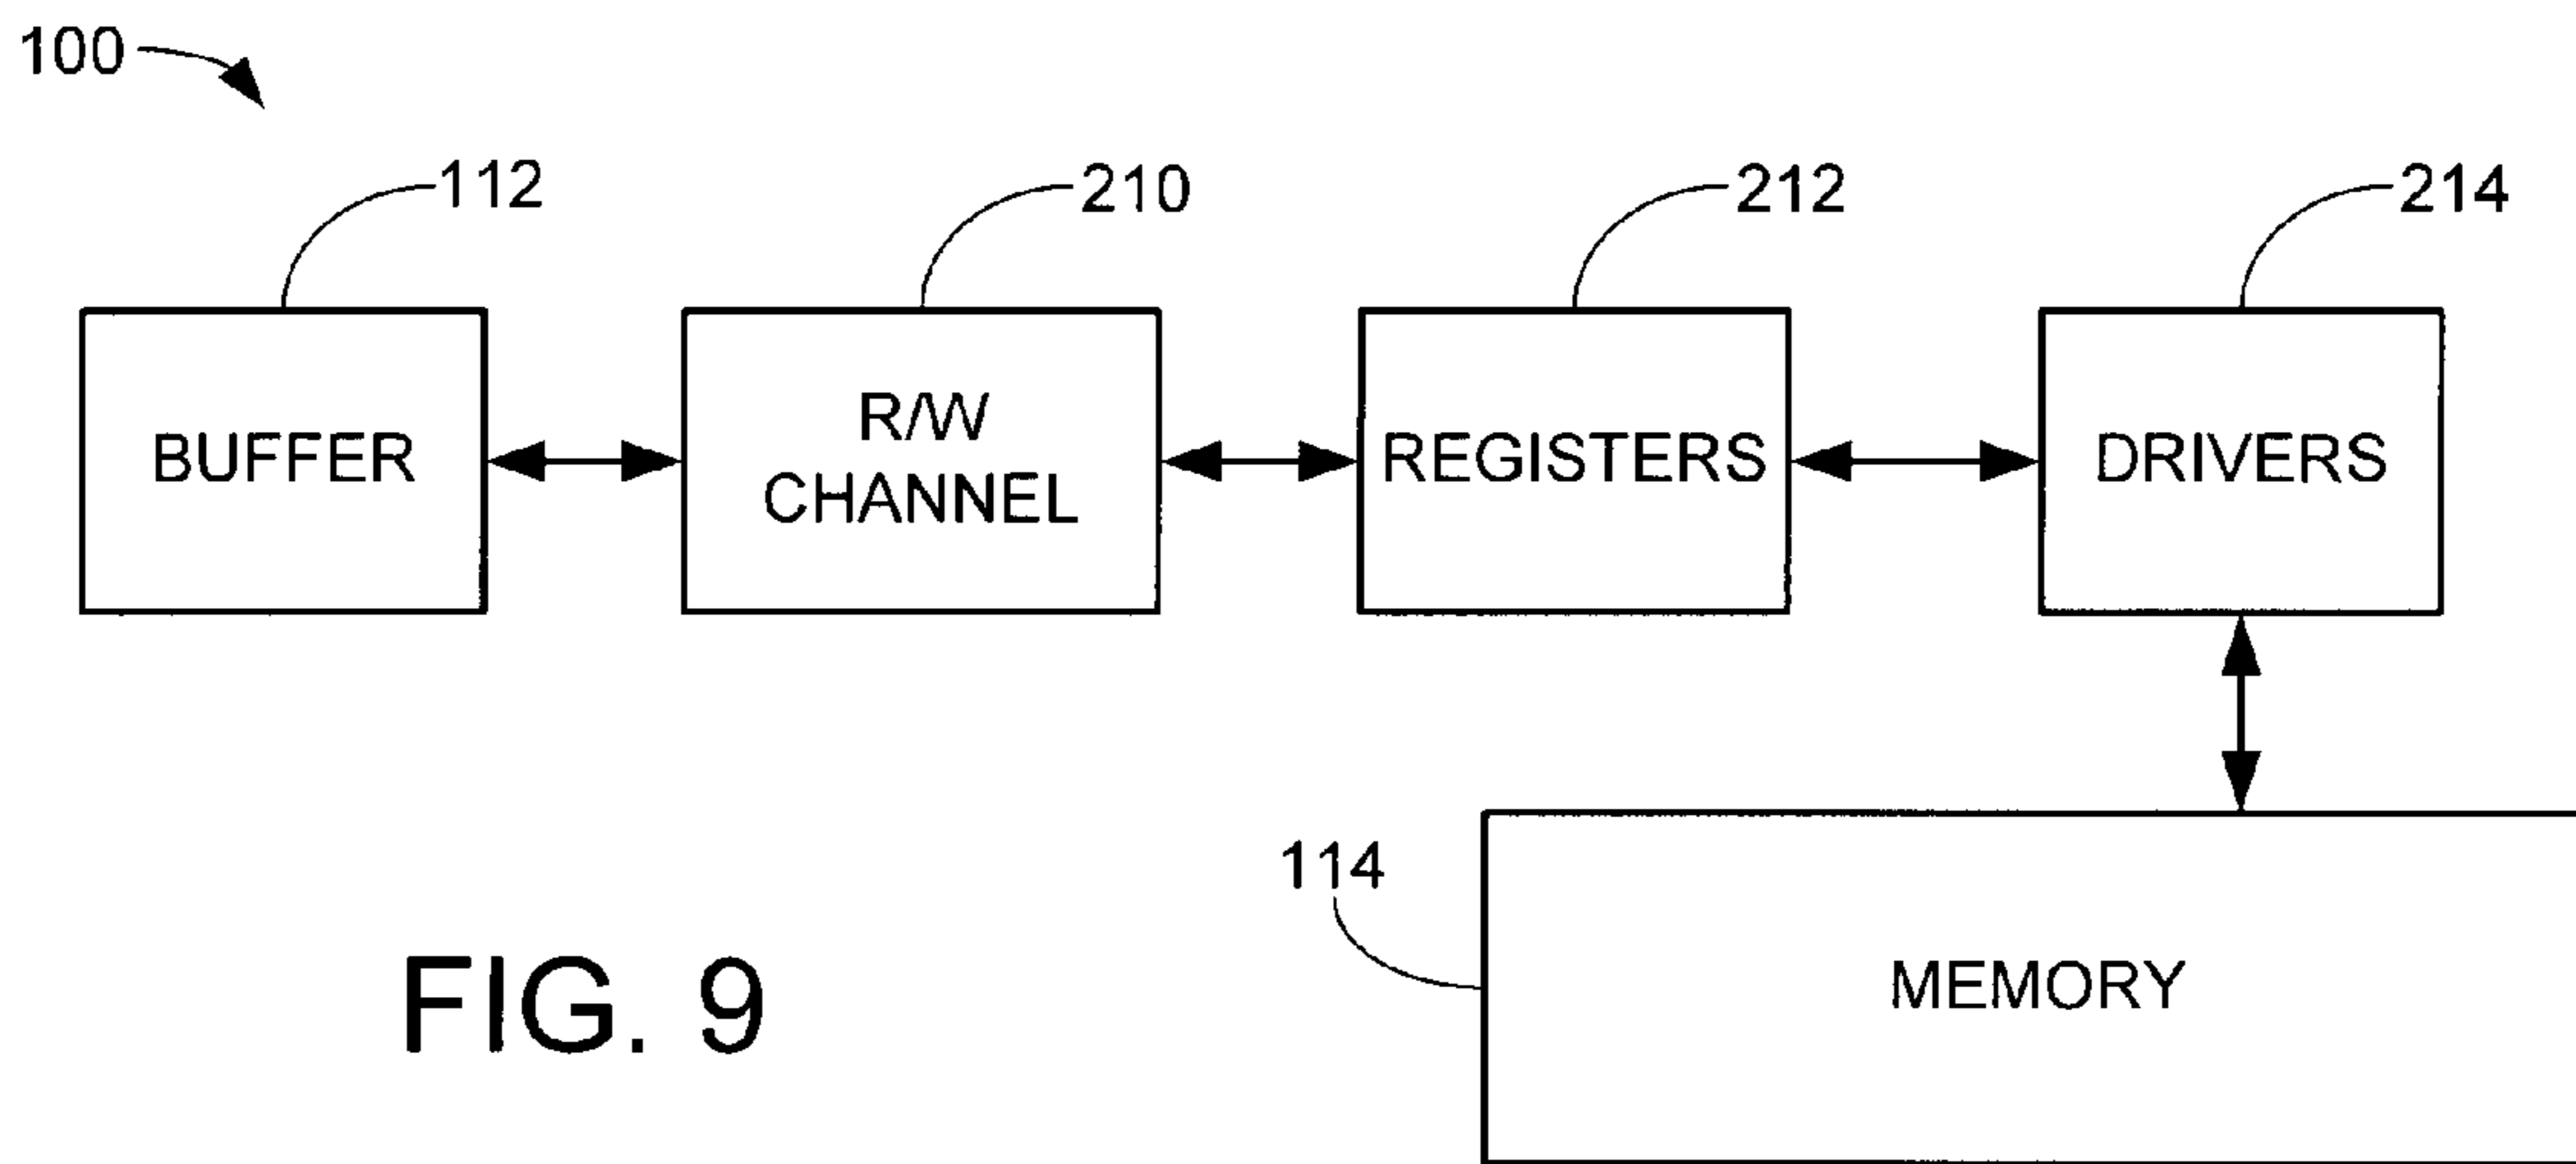 100
112
210
212
214
BUFFER
R/W
CHANNEL
REGISTERS
DRIVERS
114
MEMORY
FIG. 9